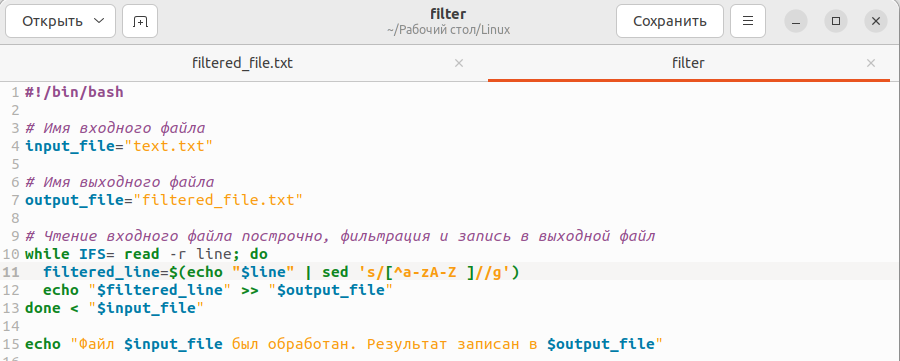 Открыть
filter
~/Рабочий стол/Linux
Сохранить
filtered_file.txt
filter
1 #!/bin/bash
2
3 # Имя входного файла
4 input_file="text.txt"
5
6 # Имя выходного файла
7 output_file="filtered_file.txt"
8
9 # Чтение входного файла построчно, фильтрация и запись в выходной файл
10 while IFS= read -r line; do
11   filtered_line=$(echo "$line" | sed 's/[^a-zA-Z ]//g')
12   echo "$filtered_line" >> "$output_file"
13 done < "$input_file"
14
15 echo "Файл $input_file был обработан. Результат записан в $output_file"
16